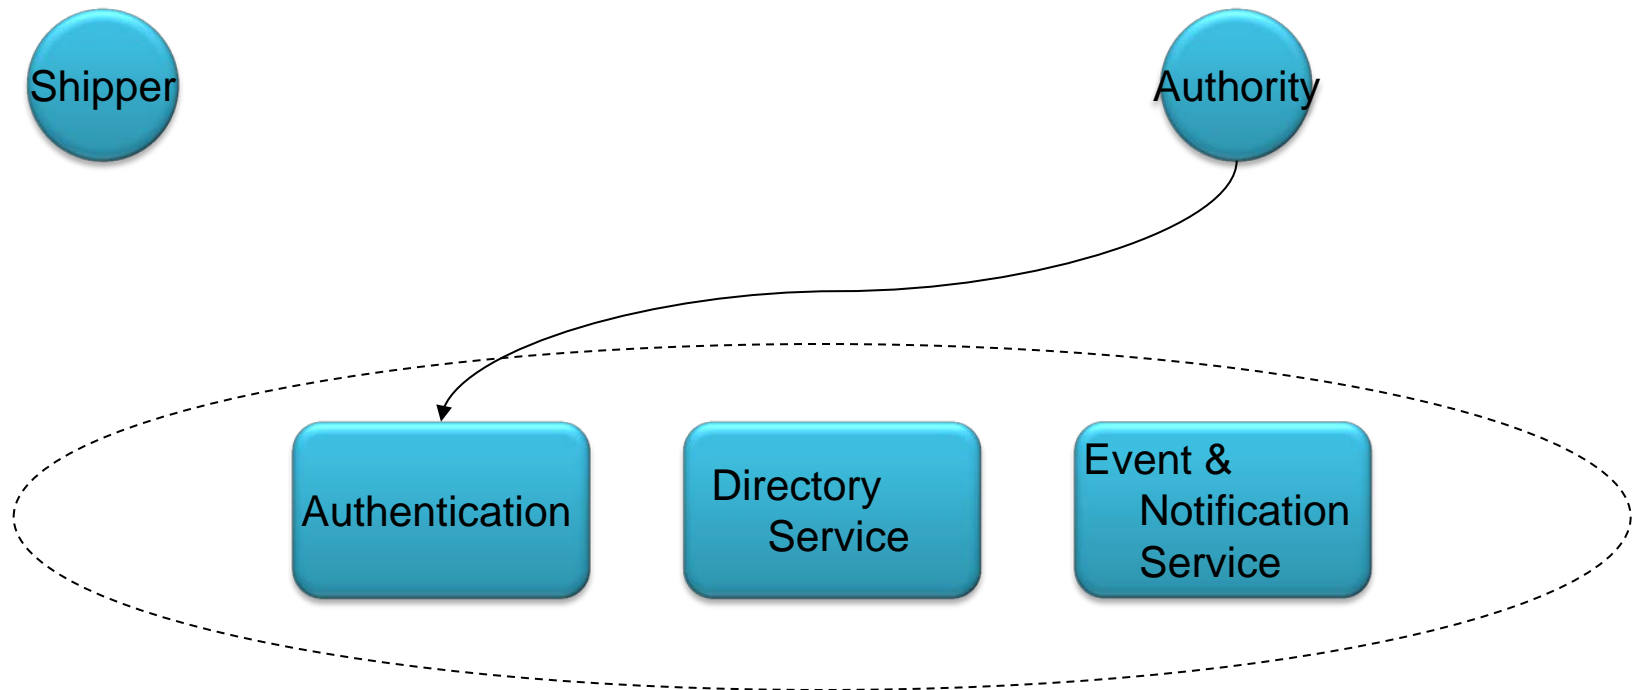 Shipper
Authority
Authentication
Directory
Service
Event &
Notification
Service